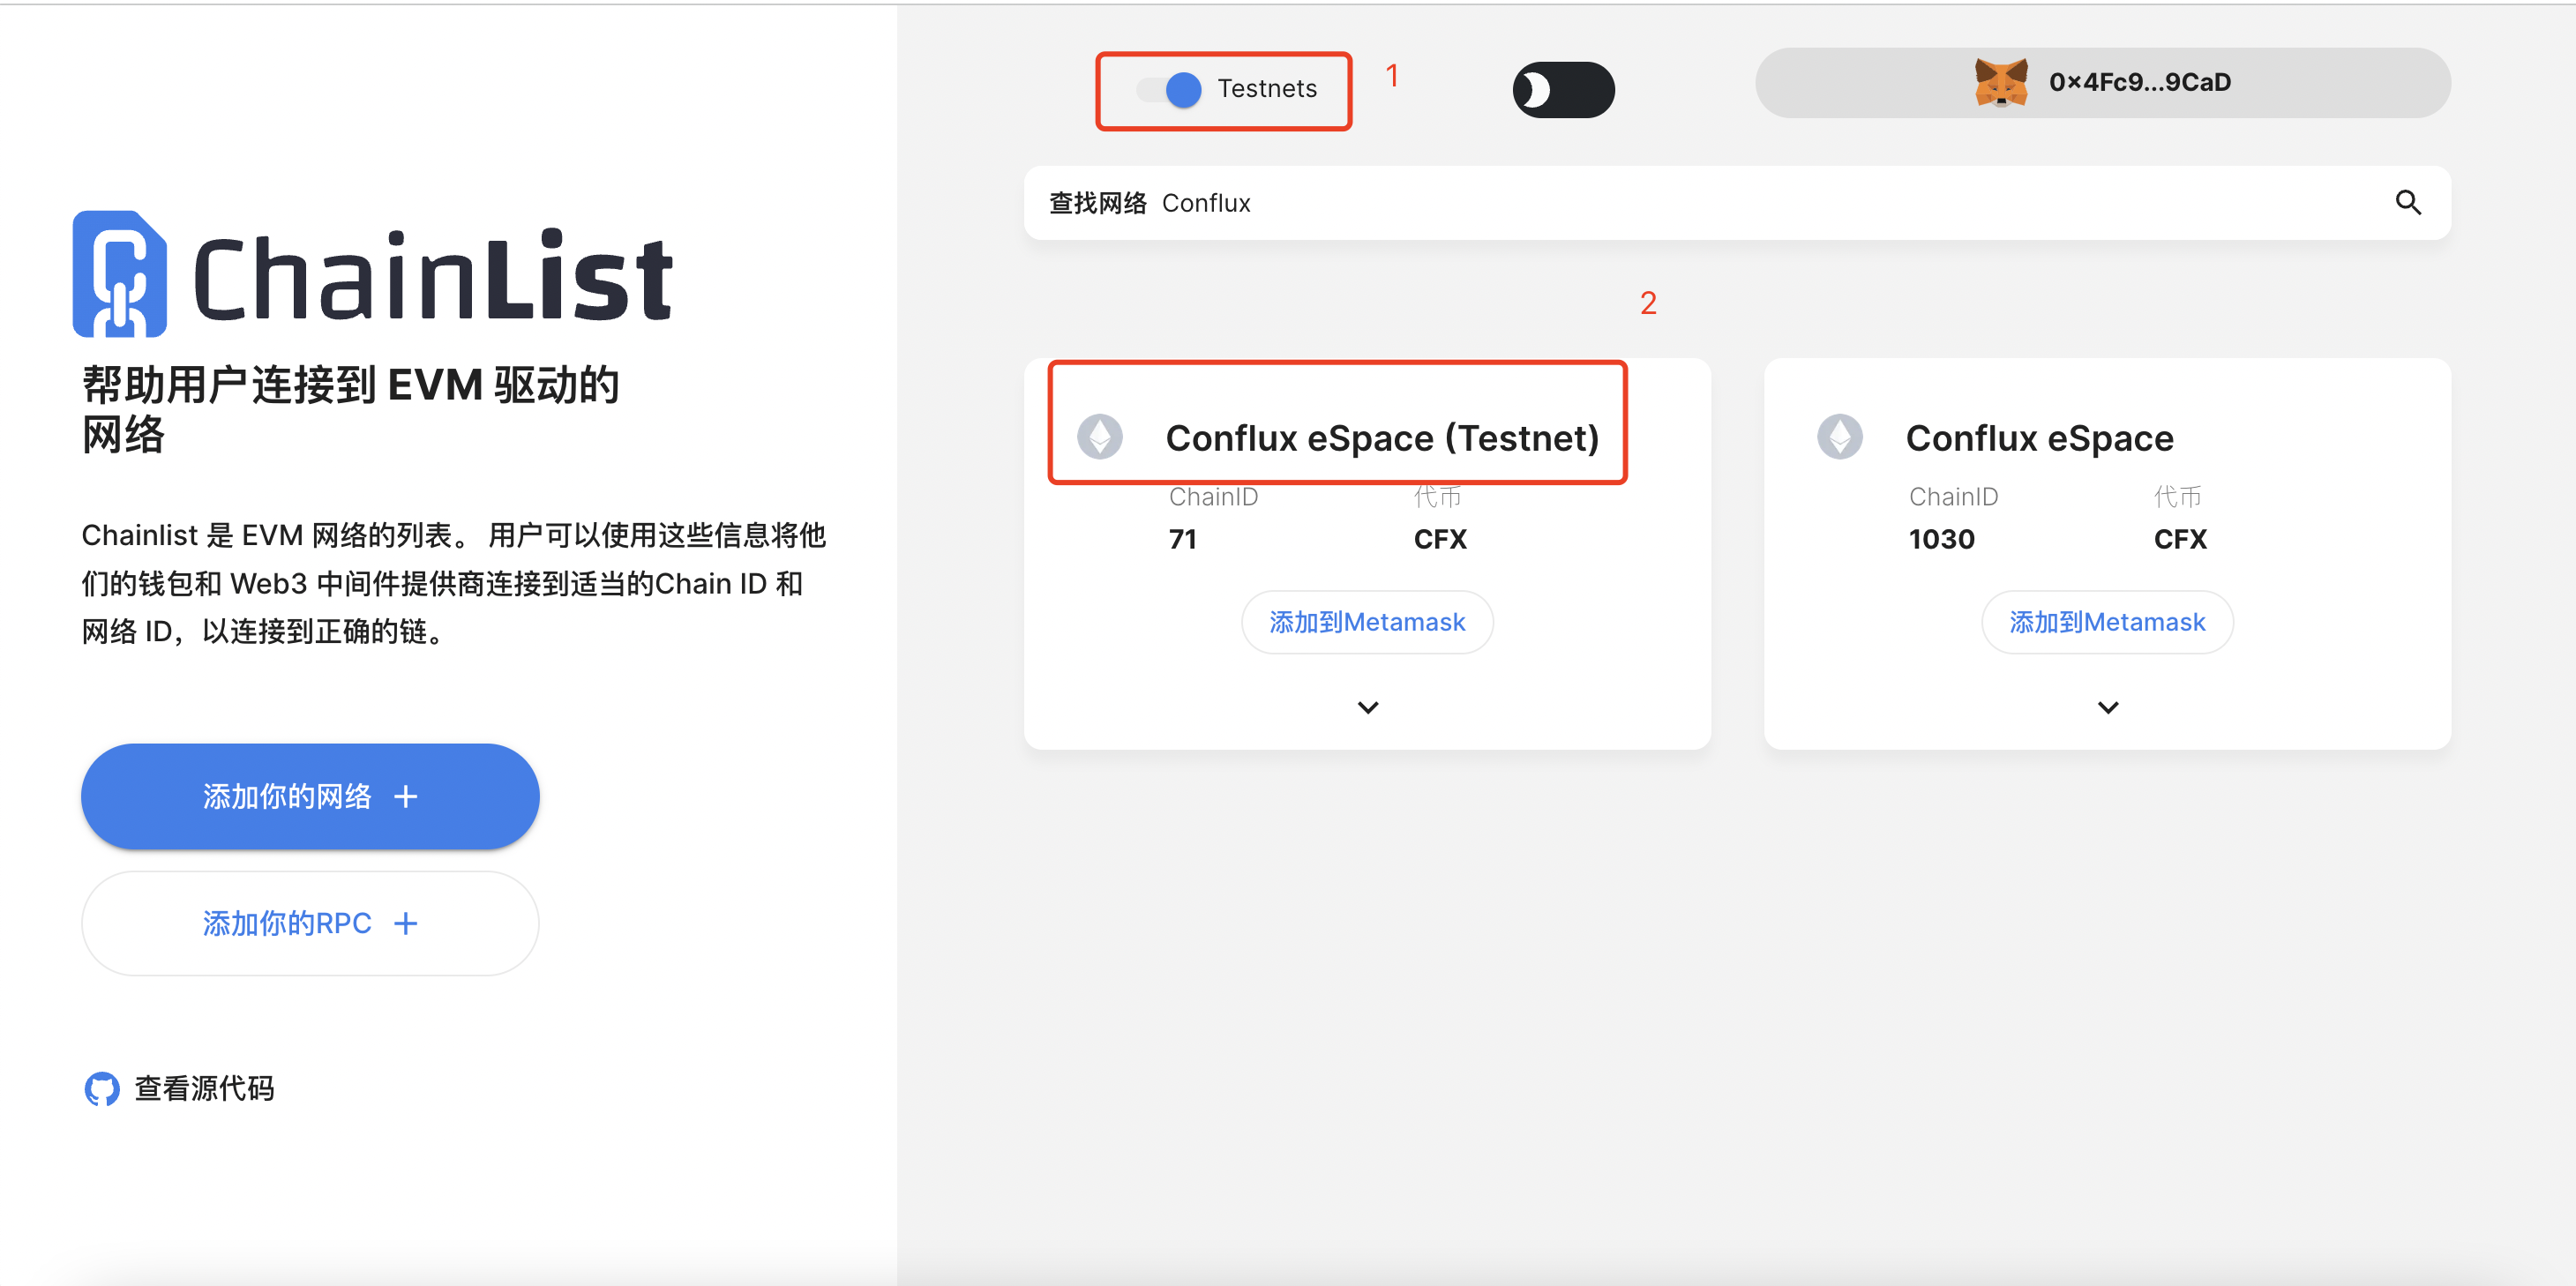 ChainList
帮助用户连接到 EVM 驱动的
网络
Chainlist 是 EVM 网络的列表。 用户可以使用这些信息将他
们的钱包和 Web3 中间件提供商连接到适当的Chain ID 和
网络 ID，以连接到正确的链。
添加你的网络 +
添加你的RPC +
查看源代码
Testnets 1
0×4Fc9...9CaD
查找网络 Conflux
2
Conflux eSpace (Testnet)
ChainID 代币
71 CFX
添加到Metamask
Conflux eSpace
ChainID 代币
1030 CFX
添加到Metamask